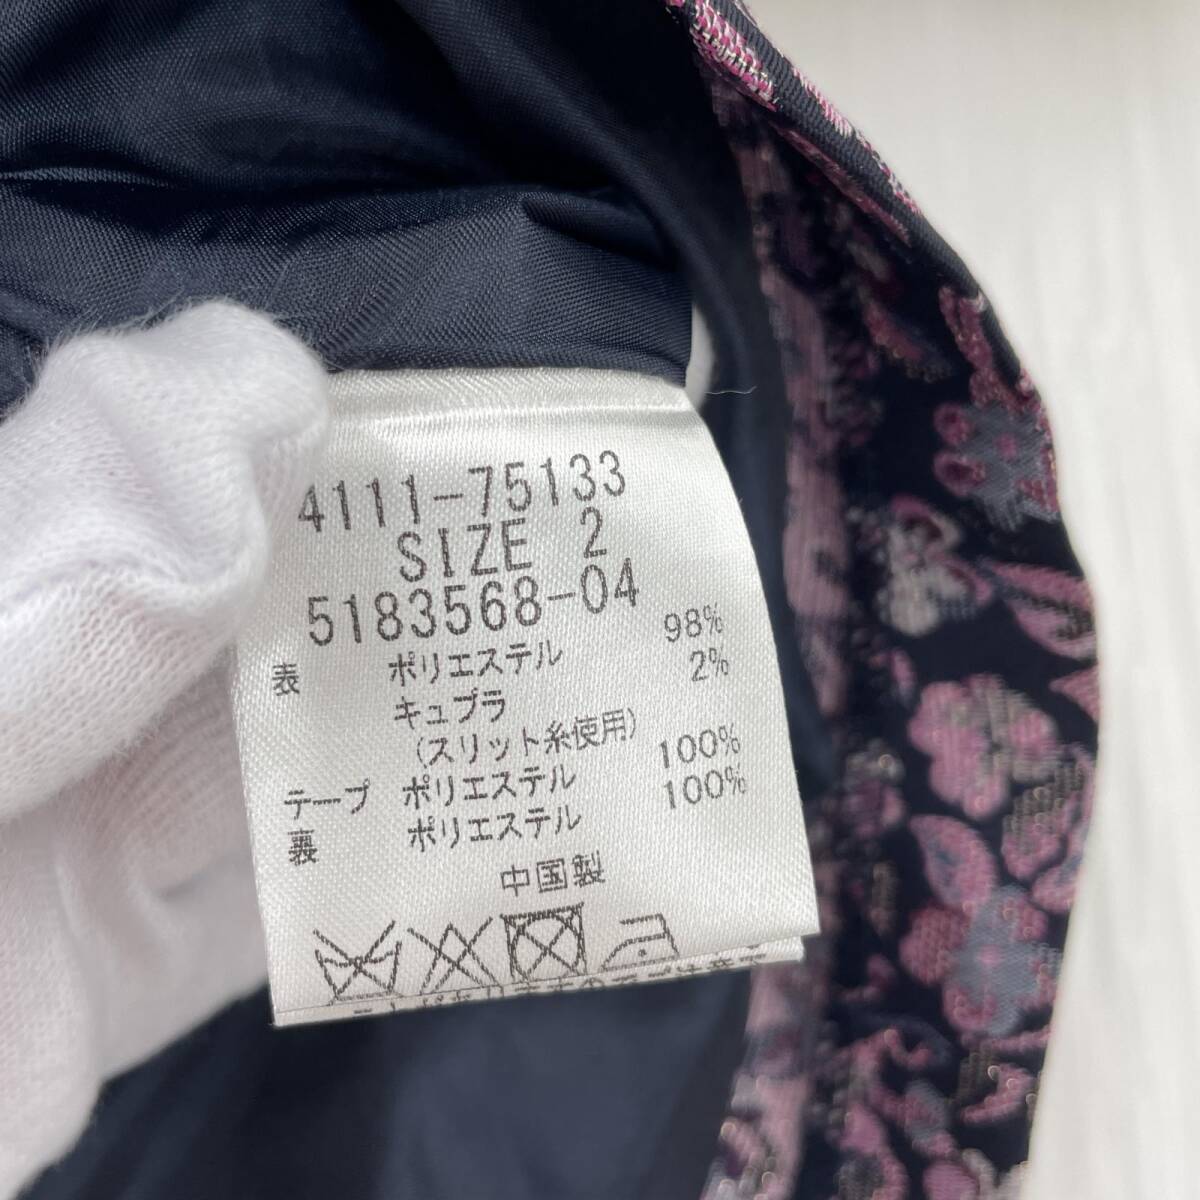 4111-75133
SIZE 2
5183568-04
表 ポリエステル 98%
キュプラ 2%
(スリット糸使用)
テープ ポリエステル 100%
裏 ポリエステル 100%
中国製